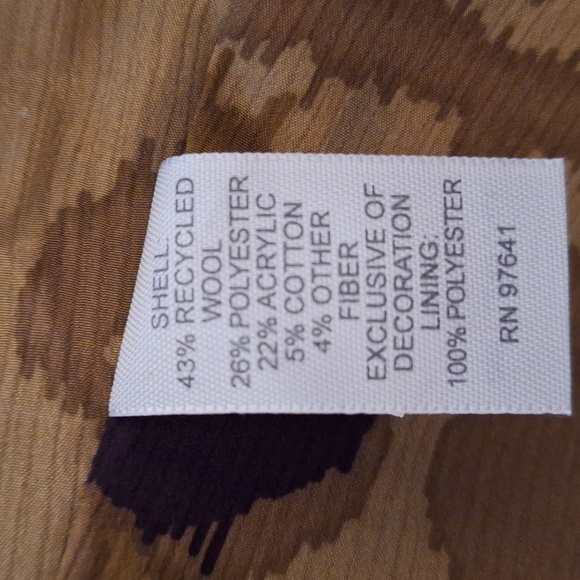 SHELL:
43% RECYCLED
WOOL
26% POLYESTER
22% ACRYLIC
5% COTTON
4% OTHER
FIBER
EXCLUSIVE OF
DECORATION
LINING:
100% POLYESTER
RN 97641